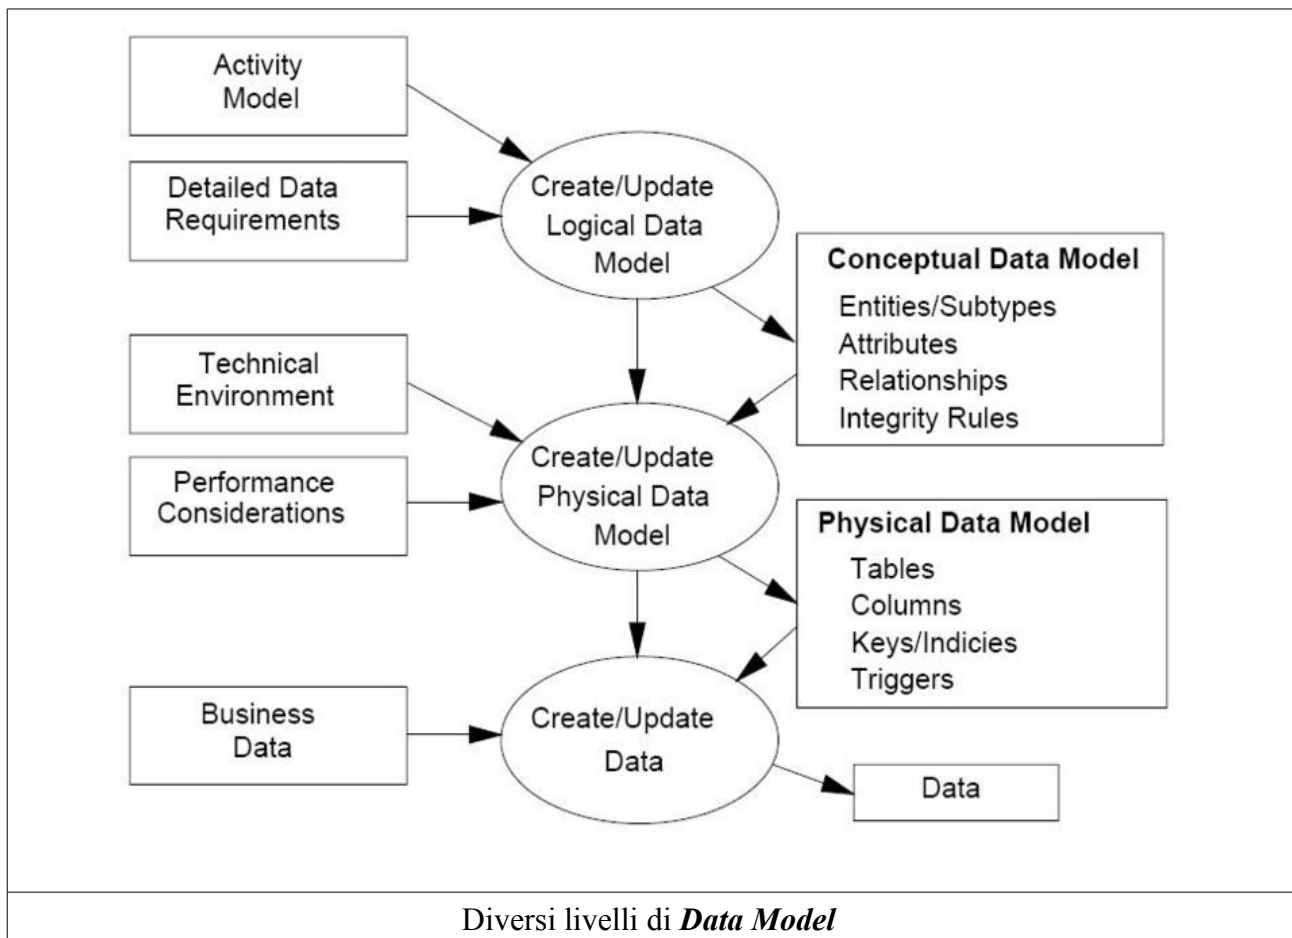 Activity
Model
Detailed Data
Requirements
Create/Update
Logical Data
Model
Conceptual Data Model
Entities/Subtypes
Attributes
Relationships
Integrity Rules
Technical
Environment
Performance
Considerations
Create/Update
Physical Data
Model
Physical Data Model
Tables
Columns
Keys/Indicies
Triggers
Business
Data
Create/Update
Data
Data
Diversi livelli di Data Model